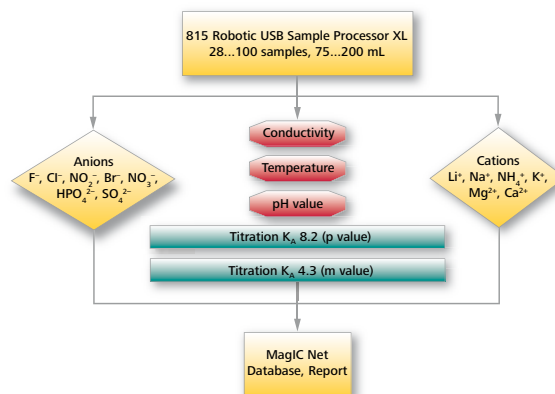 815 Robotic USB Sample Processor XL
28...100 samples, 75...200 mL
Anions
F⁻, Cl⁻, NO₂⁻, Br⁻, NO₃⁻,
HPO₄²⁻, SO₄²⁻
Conductivity
Temperature
pH value
Titration K_A 8.2 (p value)
Titration K_A 4.3 (m value)
Cations
Li⁺, Na⁺, NH₄⁺, K⁺,
Mg²⁺, Ca²⁺
MagIC Net
Database, Report